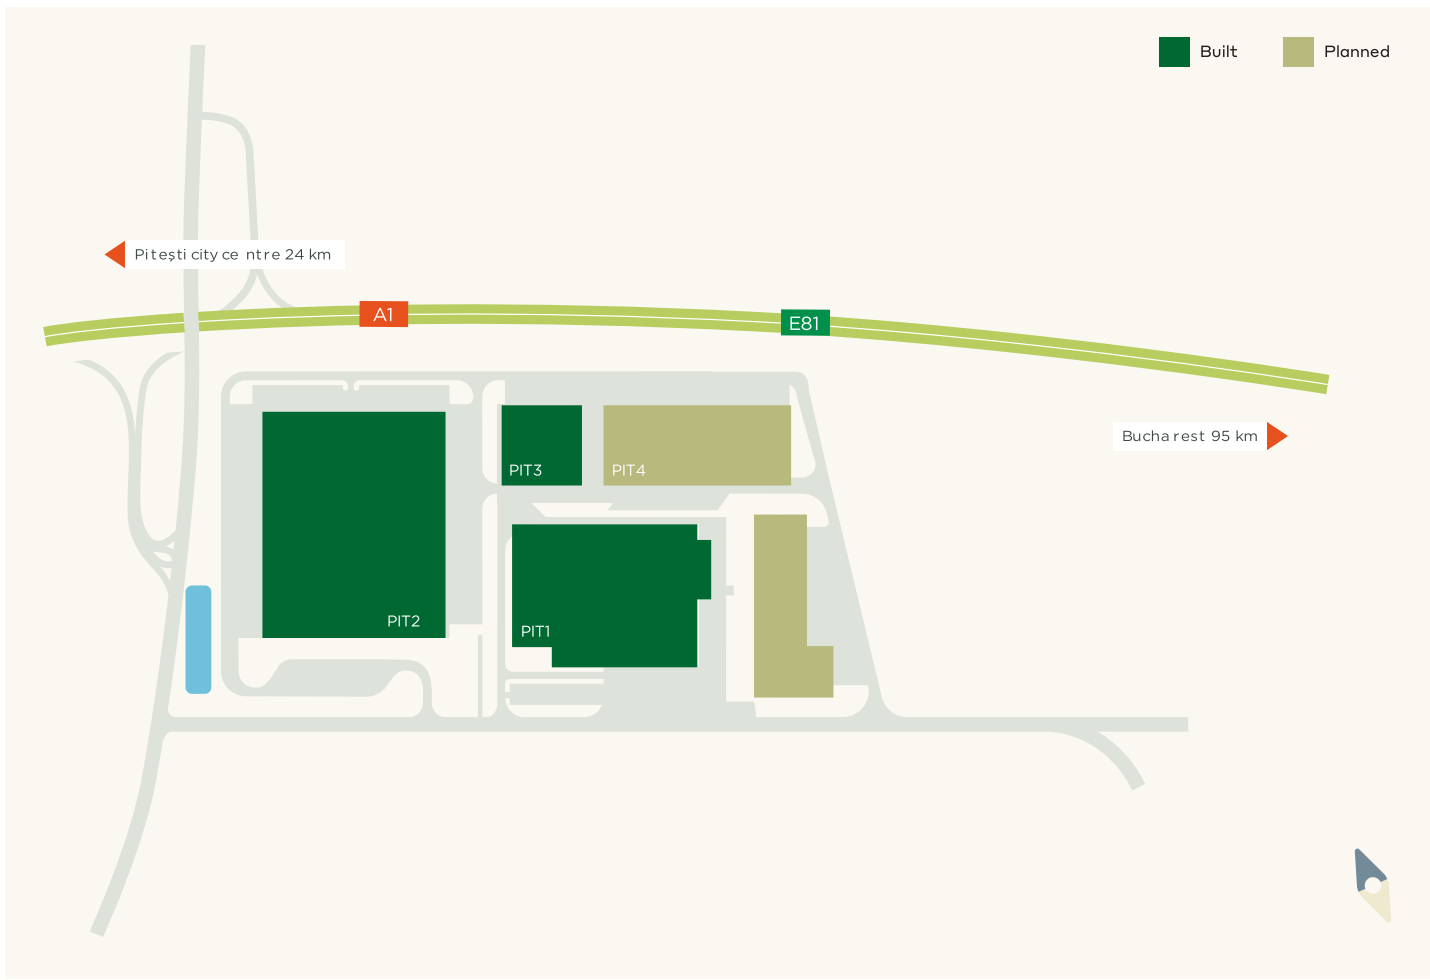 Built
Planned
Pitești city centre 24 km
A1
E81
Bucharest 95 km
PIT3
PIT4
PIT2
PIT1